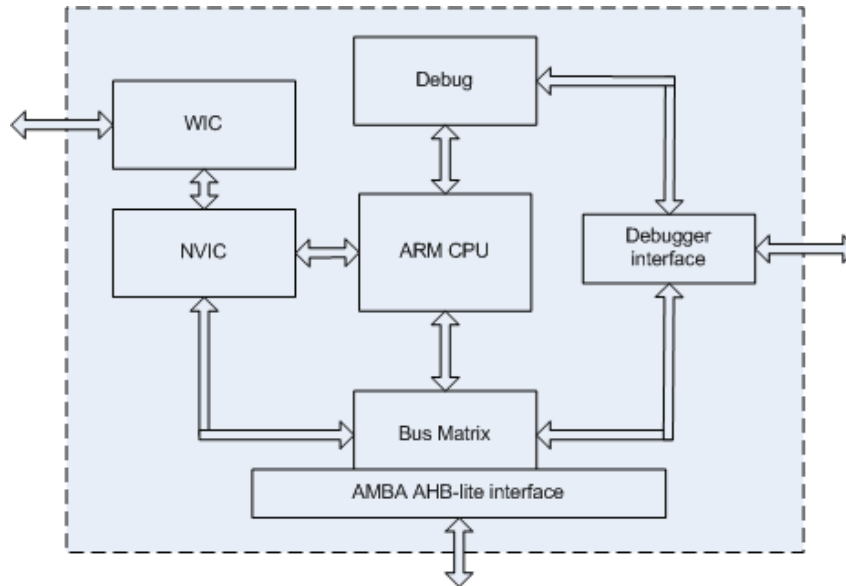 Debug
WIC
NVIC
ARM CPU
Debugger
interface
Bus Matrix
AMBA AHB-lite interface